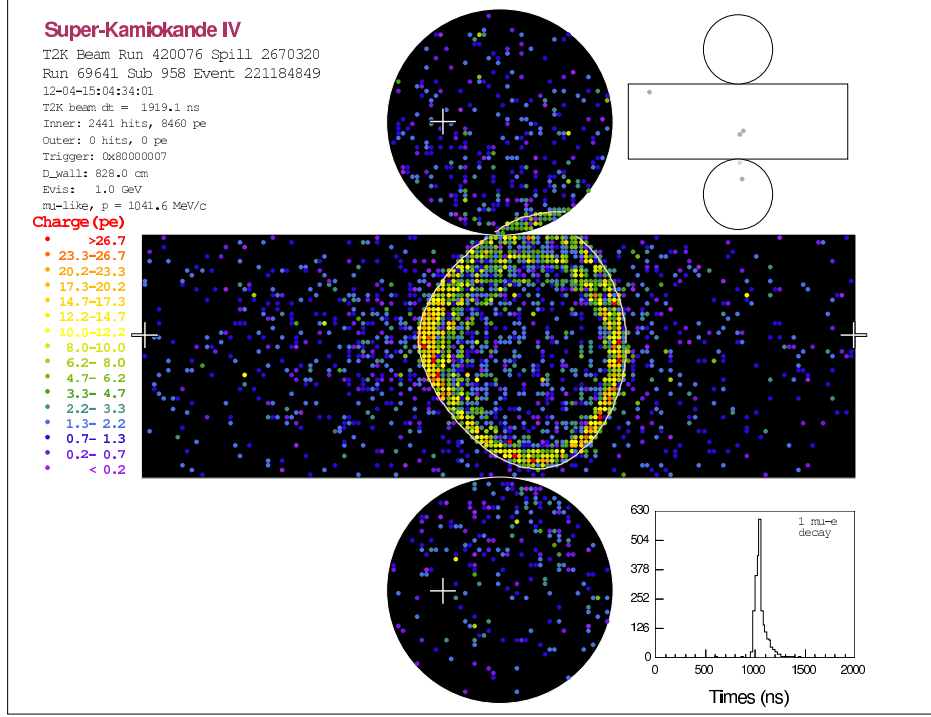 Super-Kamiokande IV
T2K Beam Run 420076 Spill 2670320
Run 69641 Sub 958 Event 221184849
12-04-15:04:34:01
T2K beam dt = 1919.1 ns
Inner: 2441 hits, 8460 pe
Outer: 0 hits, 0 pe
Trigger: 0x80000007
D_wall: 828.0 cm
Evis: 1.0 GeV
mu-like, p = 1041.6 MeV/c
Charge(pe)
>26.7
23.3-26.7
20.2-23.3
17.3-20.2
14.7-17.3
12.2-14.7
10.0-12.2
8.0-10.0
6.2- 8.0
4.7- 6.2
3.3- 4.7
2.2- 3.3
1.3- 2.2
0.7- 1.3
0.2- 0.7
< 0.2
1 mu-e
decay
630
504
378
252
126
0
0 500 1000 1500 2000
Times (ns)